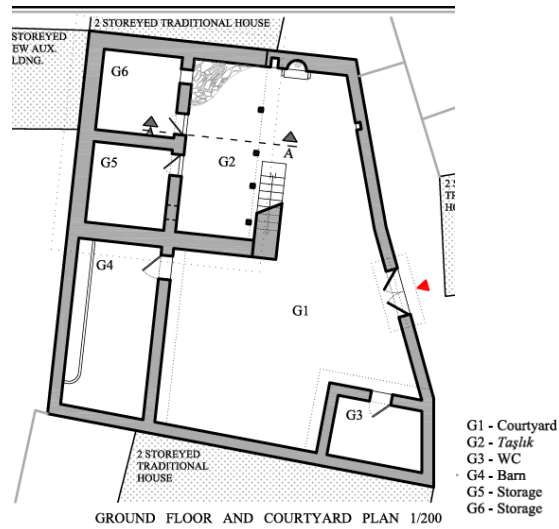 2 STOREYED TRADITIONAL HOUSE
STOREYED
EW AUX.
LDNG.
G6
A
A
G2
G5
2 S
TR
HO
G4
G1
G3
G1 - Courtyard
G2 - Taşlık
G3 - WC
G4 - Barn
G5 - Storage
G6 - Storage
2 STOREYED
TRADITIONAL
HOUSE
GROUND FLOOR AND COURTYARD PLAN 1/200